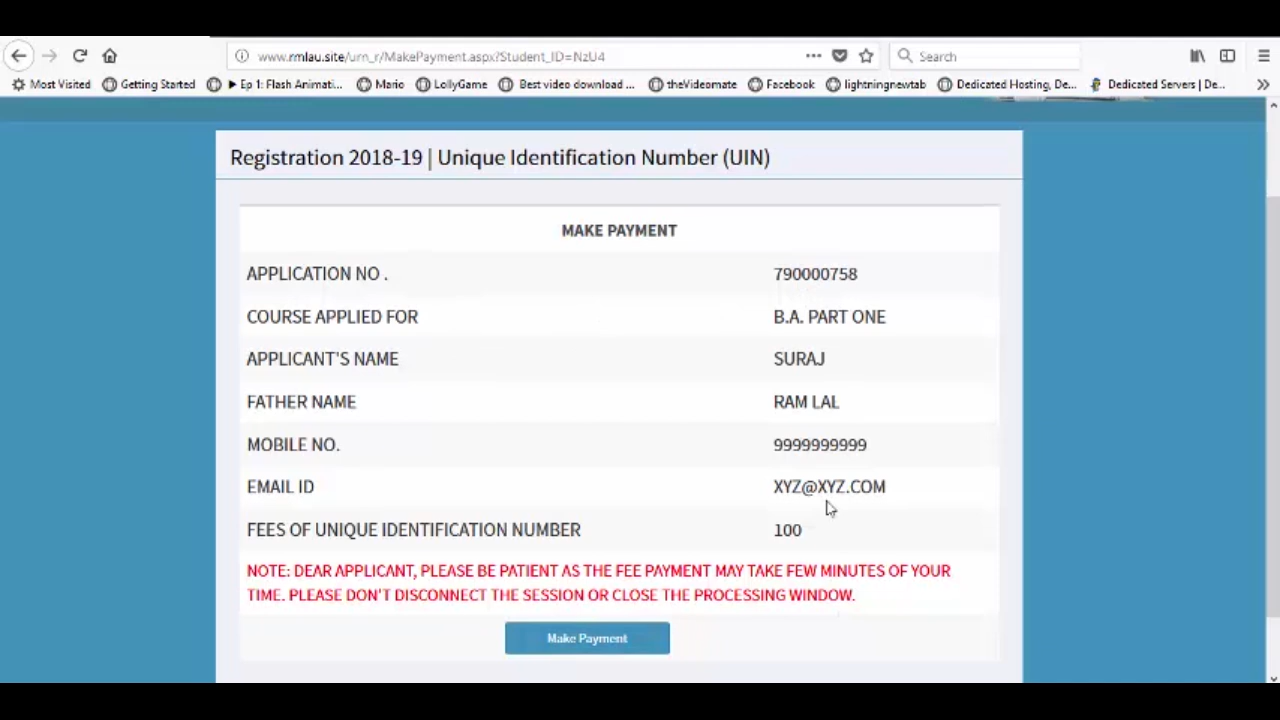 www.rmlau.site/urn_r/MakePayment.aspx?Student_ID=NzU4
Search
Most Visited Getting Started Ep 1: Flash Animati... Mario LollyGame Best video download ... theVideomate Facebook lightningnewtab Dedicated Hosting, De... Dedicated Servers | De...
Registration 2018-19 | Unique Identification Number (UIN)
MAKE PAYMENT
APPLICATION NO . 790000758
COURSE APPLIED FOR B.A. PART ONE
APPLICANT'S NAME SURAJ
FATHER NAME RAM LAL
MOBILE NO. 9999999999
EMAIL ID XYZ@XYZ.COM
FEES OF UNIQUE IDENTIFICATION NUMBER 100
NOTE: DEAR APPLICANT, PLEASE BE PATIENT AS THE FEE PAYMENT MAY TAKE FEW MINUTES OF YOUR
TIME. PLEASE DON'T DISCONNECT THE SESSION OR CLOSE THE PROCESSING WINDOW.
Make Payment